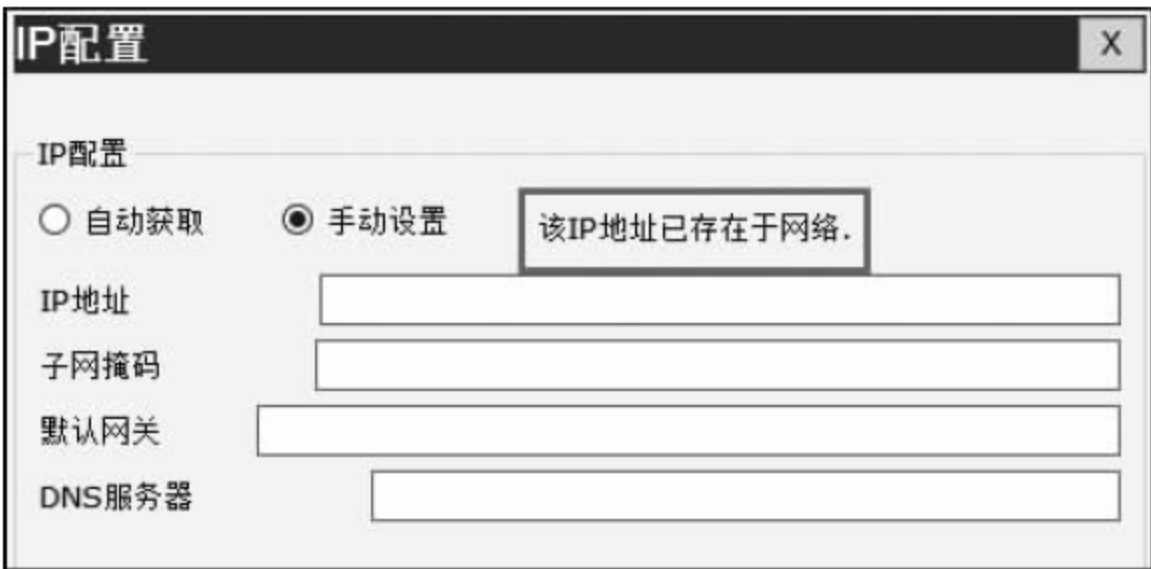 IP配置
X
IP配置
自动获取 手动设置 该IP地址已存在于网络.
IP地址
子网掩码
默认网关
DNS服务器